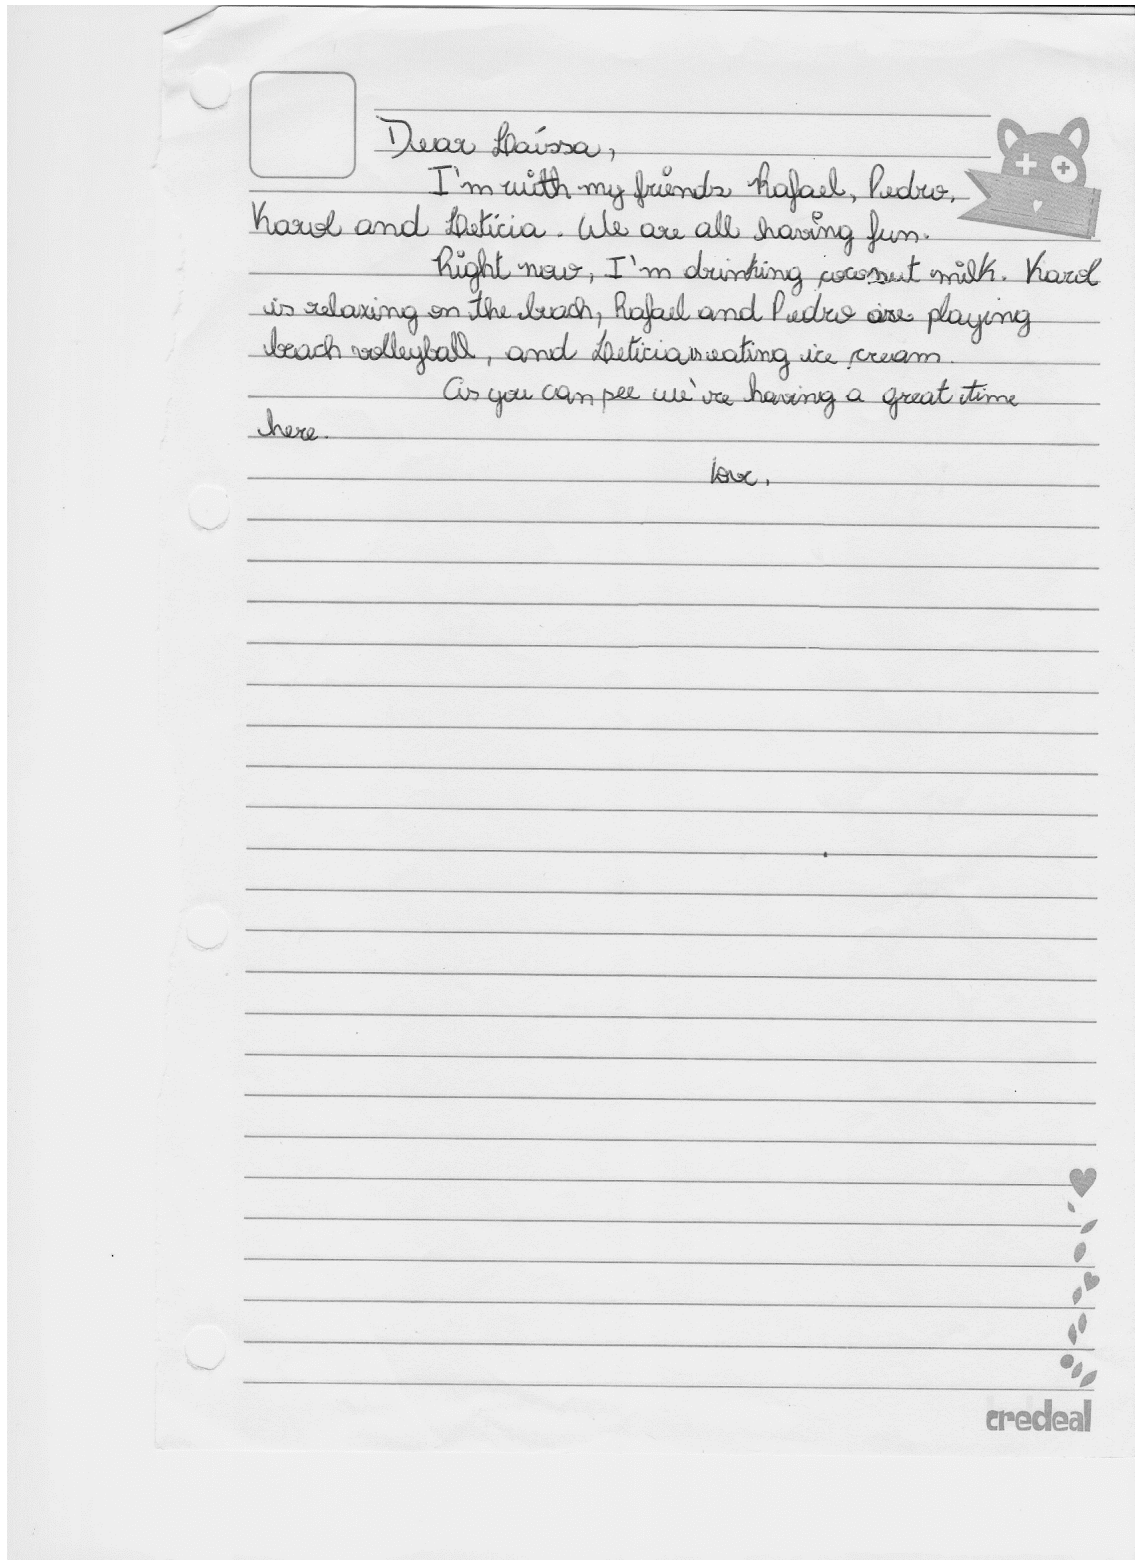 Dear Laíssa,
I'm with my friends Rafael, Pedro,
Karol and Letícia. We are all having fun.
Right now, I'm drinking coconut milk. Karol
is relaxing on the beach, Rafael and Pedro are playing
beach volleyball, and Letícia is eating ice cream.
As you can see we're having a great time
here.
Love,
credeal